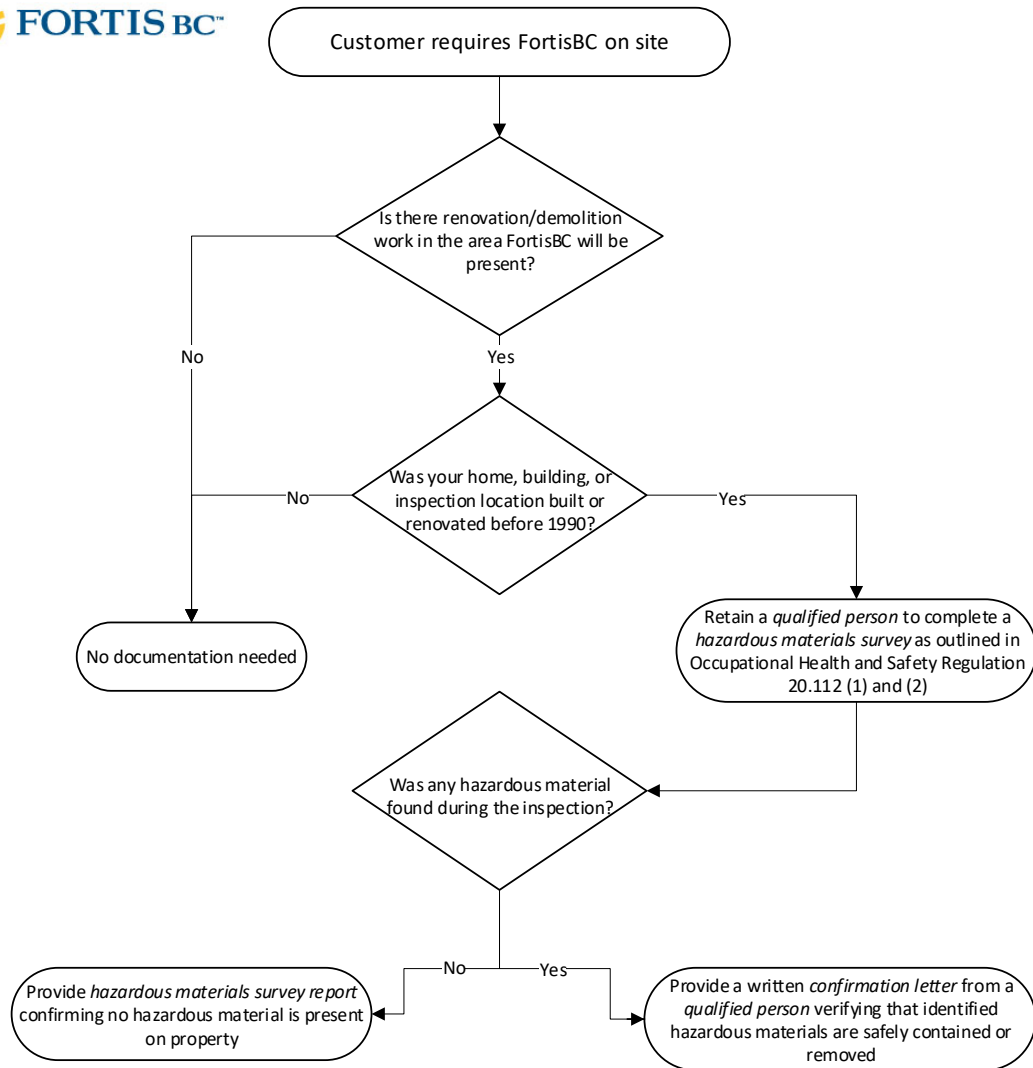 FORTIS BC™
Customer requires FortisBC on site
Is there renovation/demolition
work in the area FortisBC will be
present?
No
Yes
Was your home, building, or
inspection location built or
renovated before 1990?
No
Yes
No documentation needed
Retain a qualified person to complete a
hazardous materials survey as outlined in
Occupational Health and Safety Regulation
20.112 (1) and (2)
Was any hazardous material
found during the inspection?
No
Yes
Provide hazardous materials survey report
confirming no hazardous material is present
on property
Provide a written confirmation letter from a
qualified person verifying that identified
hazardous materials are safely contained or
removed